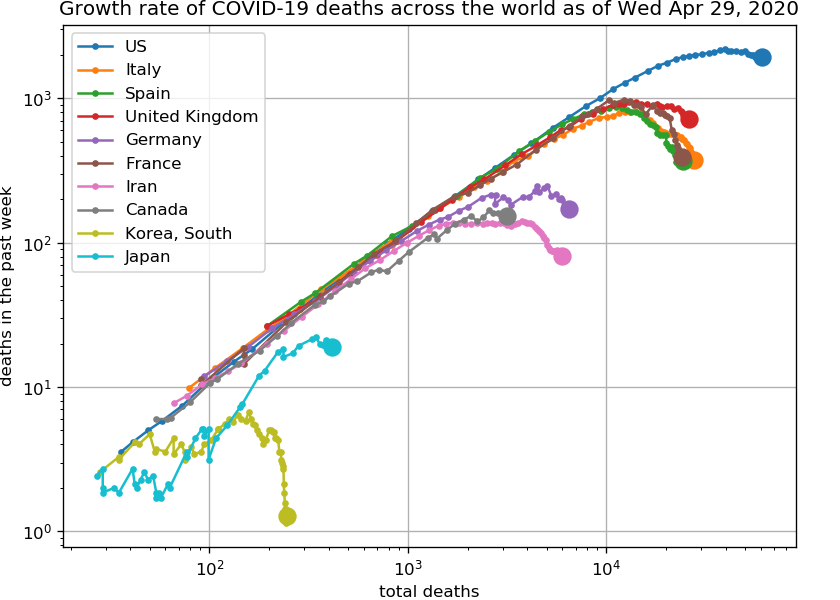 Growth rate of COVID-19 deaths across the world as of Wed Apr 29, 2020
US
Italy
Spain
United Kingdom
Germany
France
Iran
Canada
Korea, South
Japan
deaths in the past week
10³
10²
10¹
10⁰
10²
10³
10⁴
total deaths